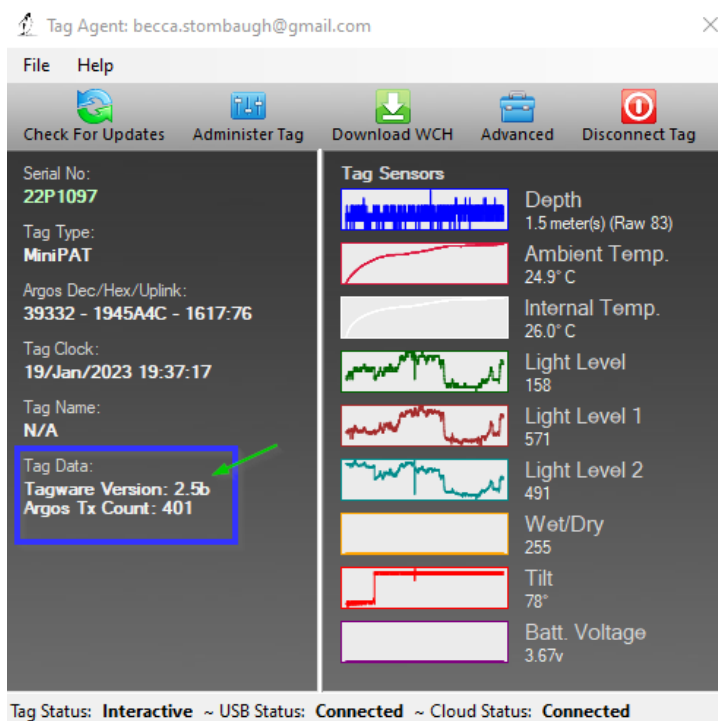 Tag Agent: becca.stombaugh@gmail.com
File Help
Check For Updates Administer Tag Download WCH Advanced Disconnect Tag
Serial No:
22P1097
Tag Type:
MiniPAT
Argos Dec/Hex/Uplink:
39332 - 1945A4C - 1617:76
Tag Clock:
19/Jan/2023 19:37:17
Tag Name:
N/A
Tag Data:
Tagware Version: 2.5b
Argos Tx Count: 401
Tag Sensors
Depth
1.5 meter(s) (Raw 83)
Ambient Temp.
24.9° C
Internal Temp.
26.0° C
Light Level
158
Light Level 1
571
Light Level 2
491
Wet/Dry
255
Tilt
78°
Batt. Voltage
3.67v
Tag Status: Interactive ~ USB Status: Connected ~ Cloud Status: Connected